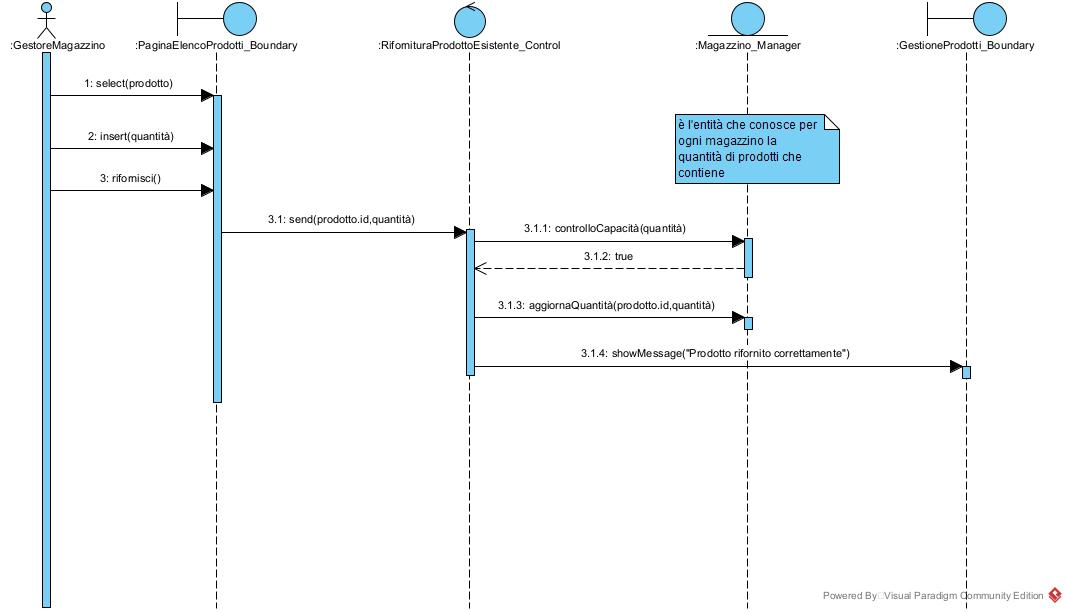 :GestoreMagazzino
:PaginaElencoProdotti_Boundary
:RifornituraProdottoEsistente_Control
:Magazzino_Manager
:GestioneProdotti_Boundary
1: select(prodotto)
è l'entità che conosce per
ogni magazzino la
quantità di prodotti che
contiene
2: insert(quantità)
3: rifornisci()
3.1: send(prodotto.id,quantità)
3.1.1: controlloCapacità(quantità)
3.1.2: true
3.1.3: aggiornaQuantità(prodotto.id,quantità)
3.1.4: showMessage("Prodotto rifornito correttamente")
Powered By Visual Paradigm Community Edition